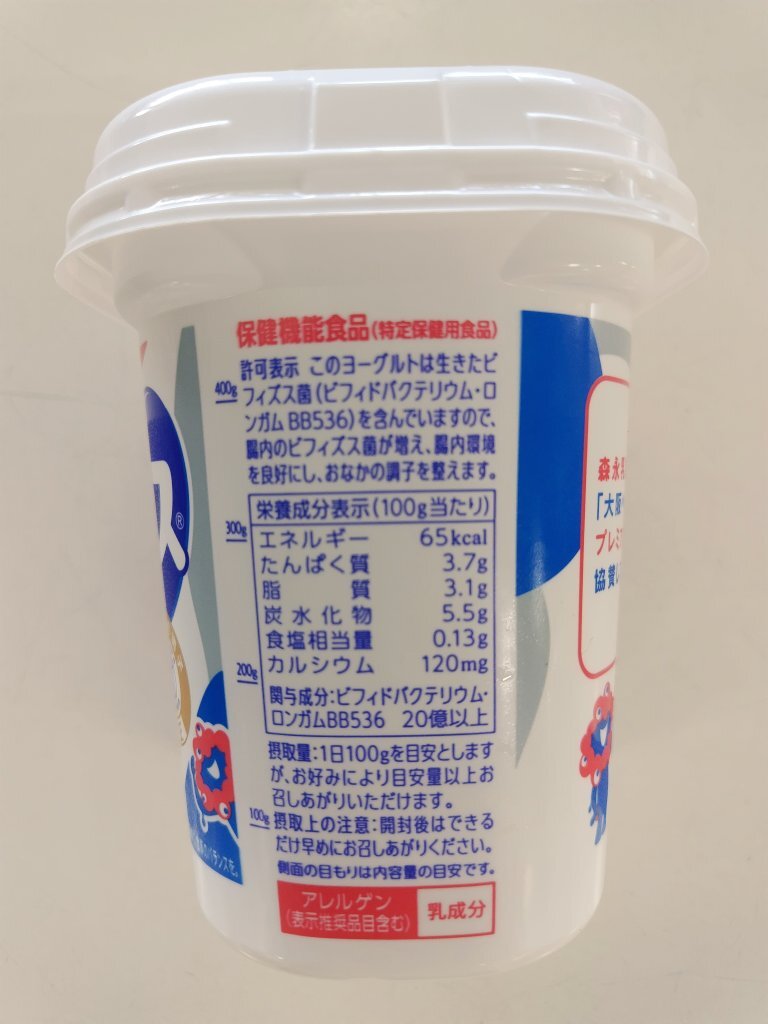 保健機能食品(特定保健用食品)
許可表示 このヨーグルトは生きたビ
フィズス菌(ビフィドバクテリウム・ロ
ンガム BB536)を含んでいますので、
腸内のビフィズス菌が増え、腸内環境
を良好にし、おなかの調子を整えます。
400g
300g
200g
100g
栄養成分表示(100g当たり)
エネルギー 65kcal
たんぱく質 3.7g
脂質 3.1g
炭水化物 5.5g
食塩相当量 0.13g
カルシウム 120mg
関与成分:ビフィドバクテリウム・
ロンガムBB536 20億以上
摂取量:1日100gを目安とします
が、お好みにより目安量以上お
召しあがりいただけます。
摂取上の注意:開封後はできる
だけ早めにお召しあがりください。
側面の目もりは内容量の目安です。
アレルゲン
(表示推奨品目含む)
乳成分
ス®
バランスを。
森永
「大阪
プレミ
協賛し